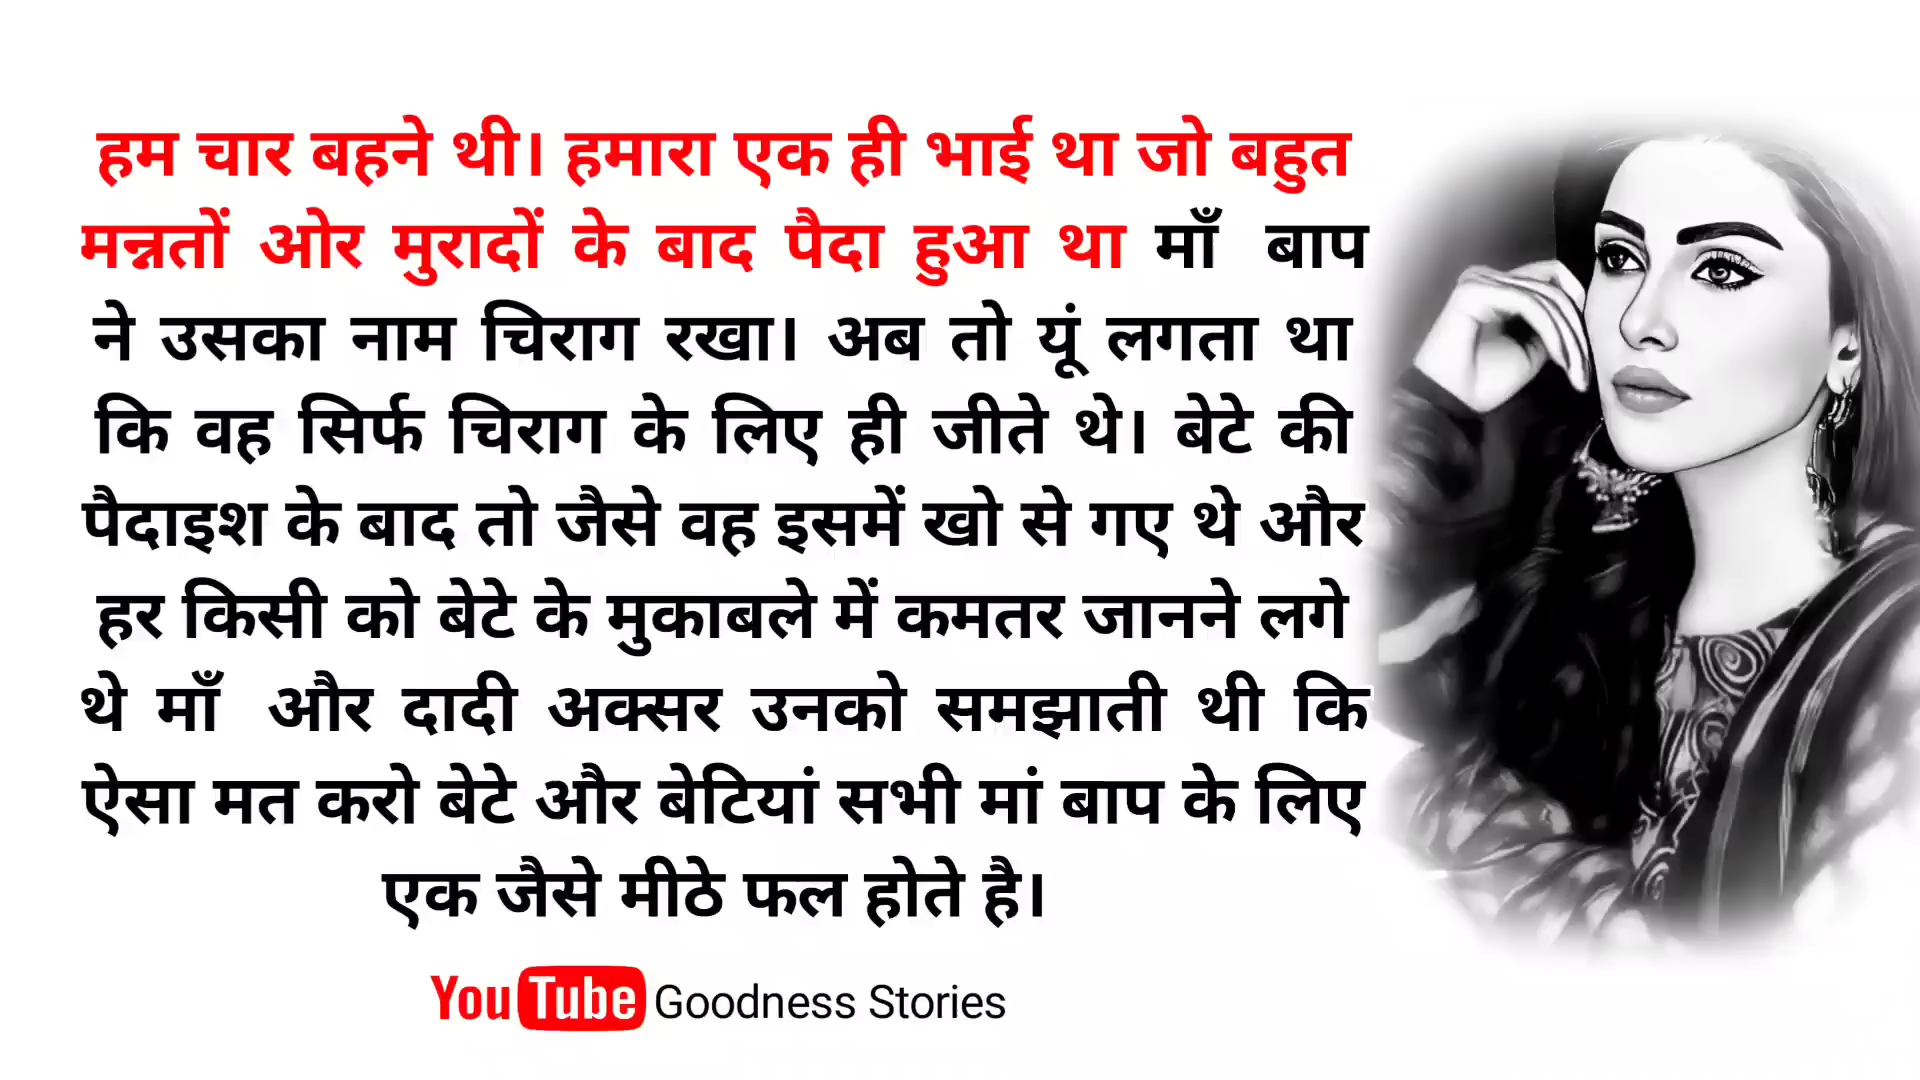 हम चार बहने थी। हमारा एक ही भाई था जो बहुत
मन्नतों ओर मुरादों के बाद पैदा हुआ था माँ बाप
ने उसका नाम चिराग रखा। अब तो यूं लगता था
कि वह सिर्फ चिराग के लिए ही जीते थे। बेटे की
पैदाइश के बाद तो जैसे वह इसमें खो से गए थे और
हर किसी को बेटे के मुकाबले में कमतर जानने लगे
थे माँ और दादी अक्सर उनको समझाती थी कि
ऐसा मत करो बेटे और बेटियां सभी मां बाप के लिए
एक जैसे मीठे फल होते है।
YouTube Goodness Stories